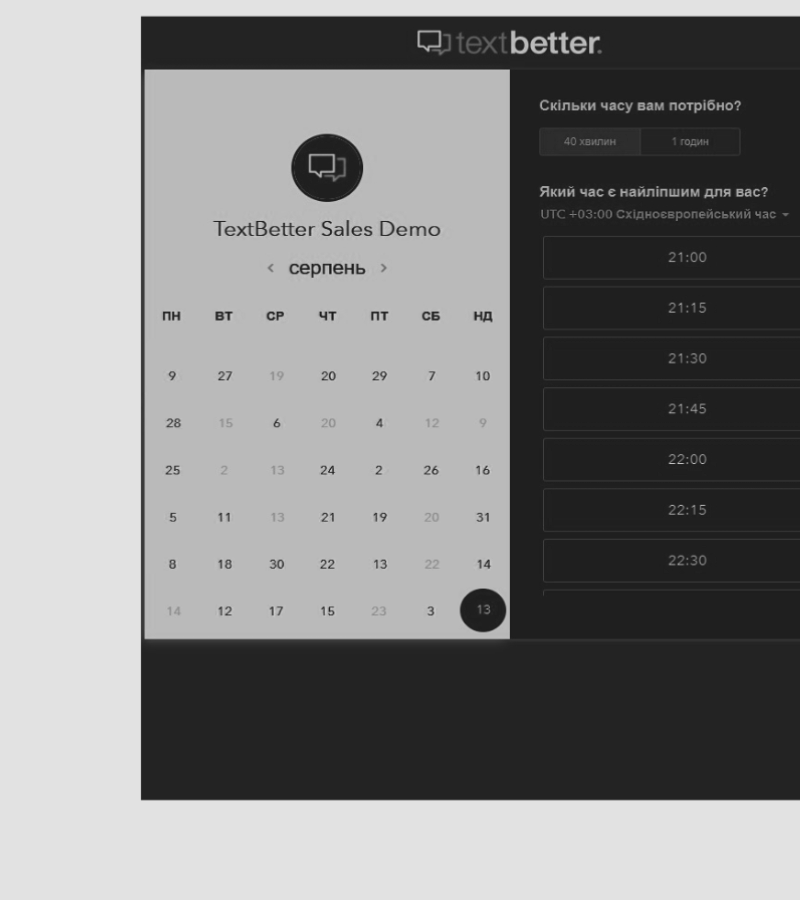 textbetter.
TextBetter Sales Demo
серпень
ПН ВТ СР ЧТ ПТ СБ НД
9 27 19 20 29 7 10
28 15 6 20 4 12 9
25 2 13 24 2 26 16
5 11 13 21 19 20 31
8 18 30 22 13 22 14
14 12 17 15 23 3 13
Скільки часу вам потрібно?
40 хвилин 1 годин
Який час є найліпшим для вас?
UTC +03:00 Східноєвропейський час
21:00
21:15
21:30
21:45
22:00
22:15
22:30